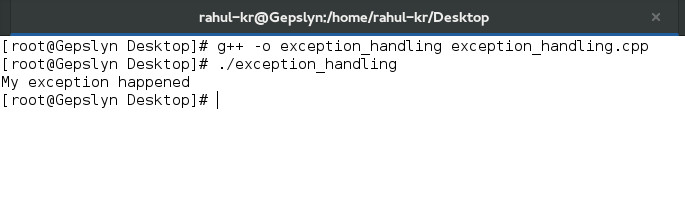 rahul-kr@Gepslyn:/home/rahul-kr/Desktop
[root@Gepslyn Desktop]# g++ -o exception_handling exception_handling.cpp
[root@Gepslyn Desktop]# ./exception_handling
My exception happened
[root@Gepslyn Desktop]#